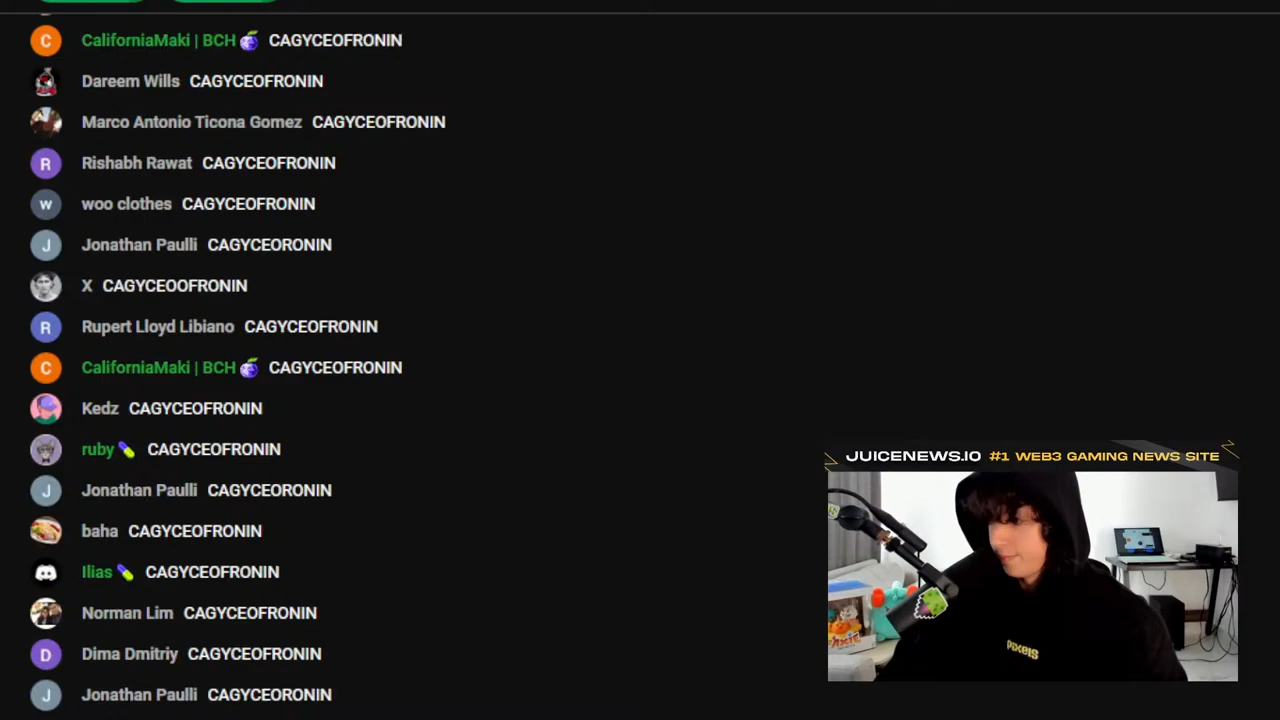 C CaliforniaMaki | BCH CAGYCEOFRONIN
Dareem Wills CAGYCEOFRONIN
Marco Antonio Ticona Gomez CAGYCEOFRONIN
R Rishabh Rawat CAGYCEOFRONIN
w woo clothes CAGYCEOFRONIN
J Jonathan Paulli CAGYCEORONIN
X CAGYCEOOFRONIN
R Rupert Lloyd Libiano CAGYCEOFRONIN
C CaliforniaMaki | BCH CAGYCEOFRONIN
Kedz CAGYCEOFRONIN
ruby CAGYCEOFRONIN
J Jonathan Paulli CAGYCEORONIN
baha CAGYCEOFRONIN
Ilias CAGYCEOFRONIN
Norman Lim CAGYCEOFRONIN
D Dima Dmitriy CAGYCEOFRONIN
J Jonathan Paulli CAGYCEORONIN
JUICENEWS.IO #1 WEB3 GAMING NEWS SITE
PIXELS